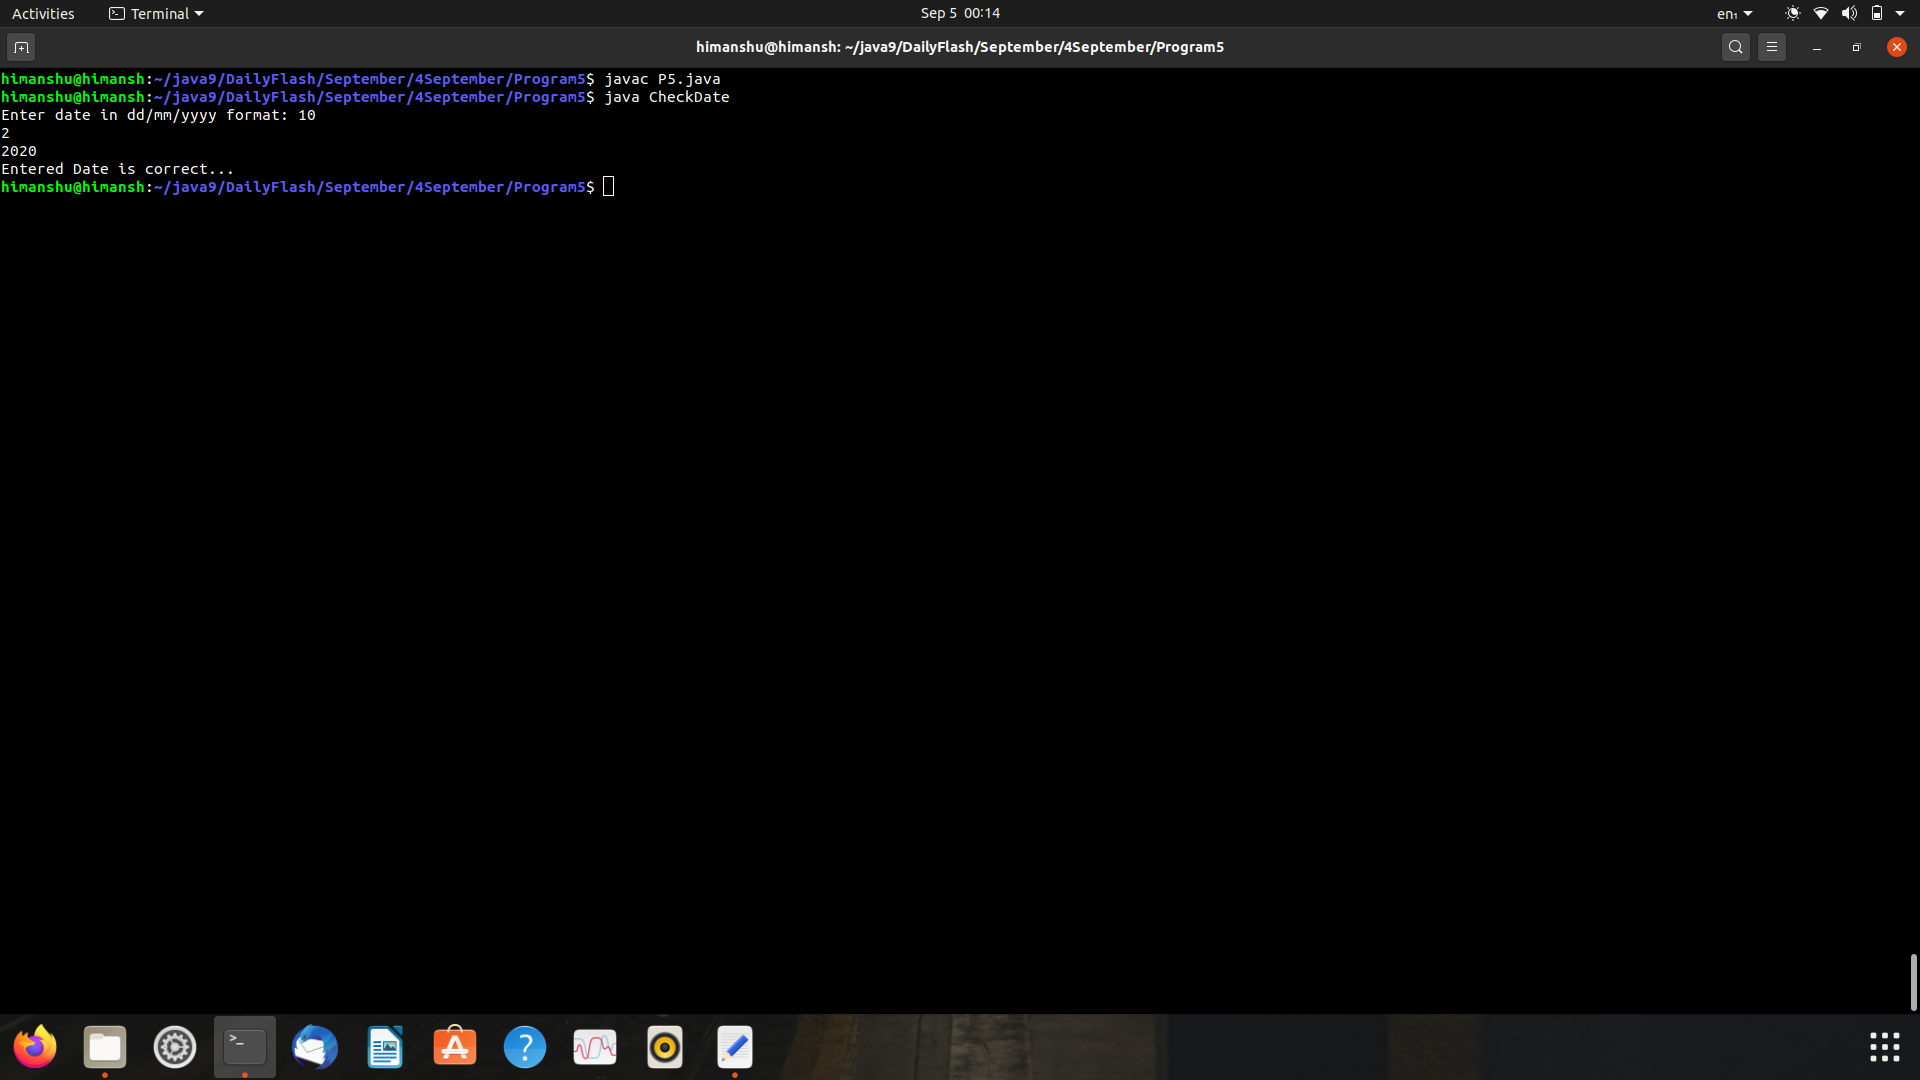 Activities Terminal Sep 5 00:14 en₁
himanshu@himansh: ~/java9/DailyFlash/September/4September/Program5
himanshu@himansh:~/java9/DailyFlash/September/4September/Program5$ javac P5.java
himanshu@himansh:~/java9/DailyFlash/September/4September/Program5$ java CheckDate
Enter date in dd/mm/yyyy format: 10
2
2020
Entered Date is correct...
himanshu@himansh:~/java9/DailyFlash/September/4September/Program5$